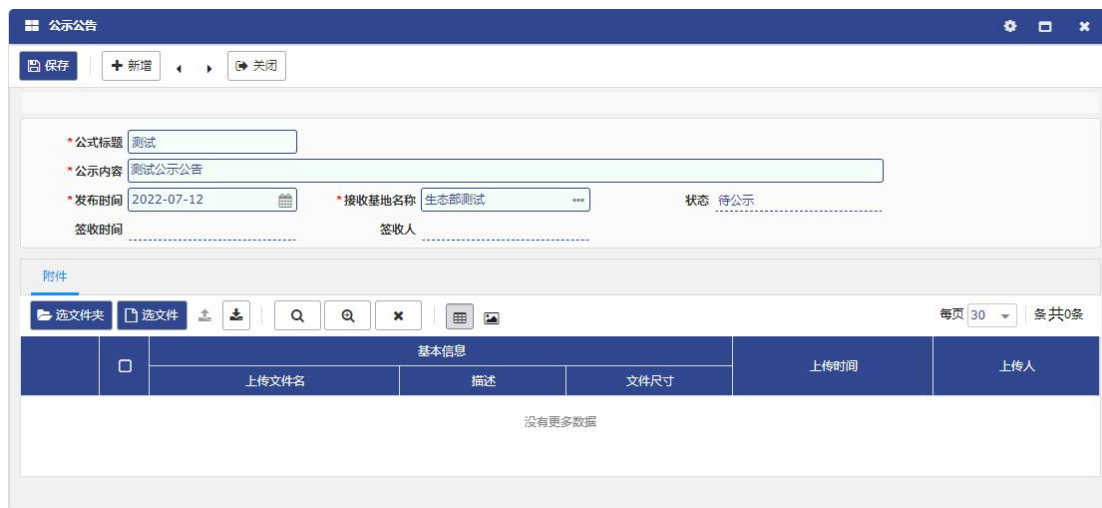 公示公告
保存 新增 关闭
*公式标题 测试
*公示内容 测试公示公告
*发布时间 2022-07-12 *接收基地名称 生态部测试 ... 状态 待公示
签收时间 签收人
附件
选文件夹 选文件 每页 30 条共0条
基本信息 上传时间 上传人
上传文件名 描述 文件尺寸
没有更多数据